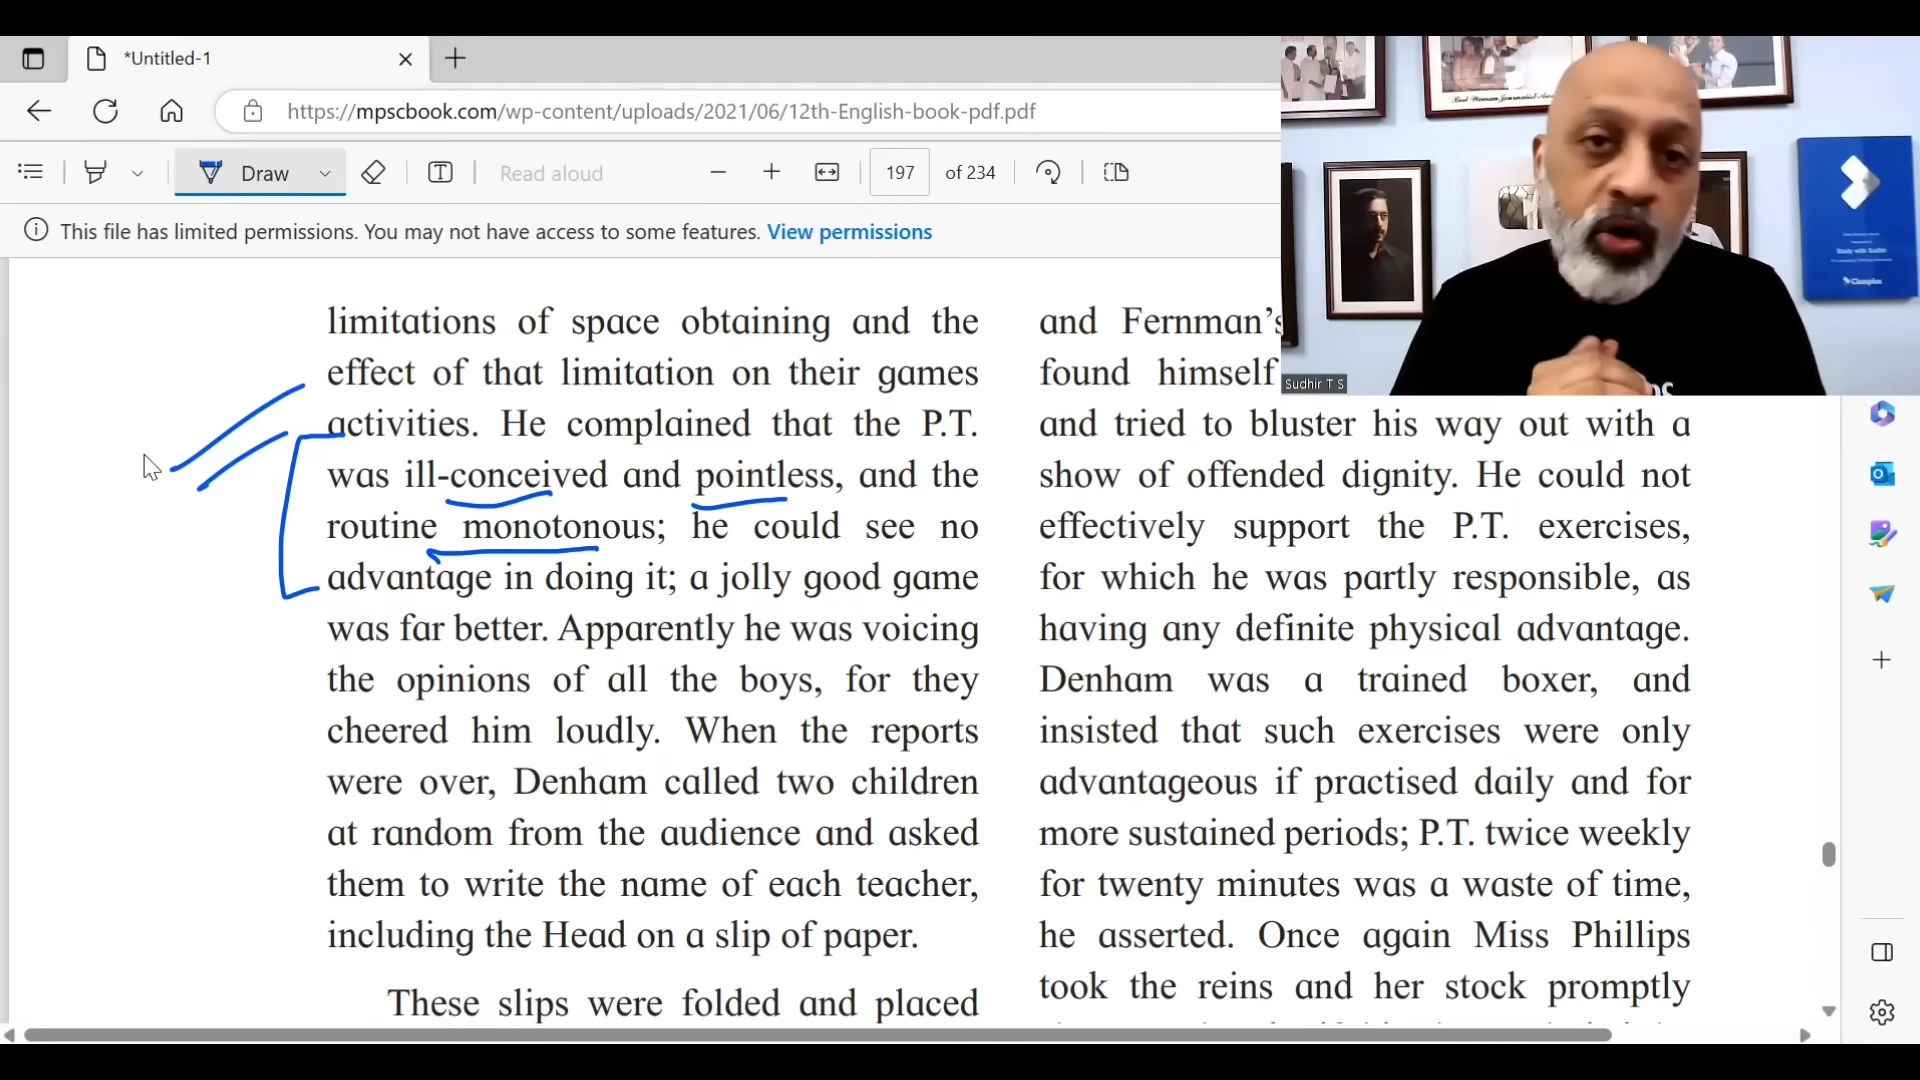 *Untitled-1
https://mpscbook.com/wp-content/uploads/2021/06/12th-English-book-pdf.pdf
Draw
Read aloud
197
of 234
This file has limited permissions. You may not have access to some features. View permissions
limitations of space obtaining and the
effect of that limitation on their games
activities. He complained that the P.T.
was ill-conceived and pointless, and the
routine monotonous; he could see no
advantage in doing it; a jolly good game
was far better. Apparently he was voicing
the opinions of all the boys, for they
cheered him loudly. When the reports
were over, Denham called two children
at random from the audience and asked
them to write the name of each teacher,
including the Head on a slip of paper.
These slips were folded and placed
and Fernman's
found himself
and tried to bluster his way out with a
show of offended dignity. He could not
effectively support the P.T. exercises,
for which he was partly responsible, as
having any definite physical advantage.
Denham was a trained boxer, and
insisted that such exercises were only
advantageous if practised daily and for
more sustained periods; P.T. twice weekly
for twenty minutes was a waste of time,
he asserted. Once again Miss Phillips
took the reins and her stock promptly
Sudhir T S
Study with Sudhir
Classplus